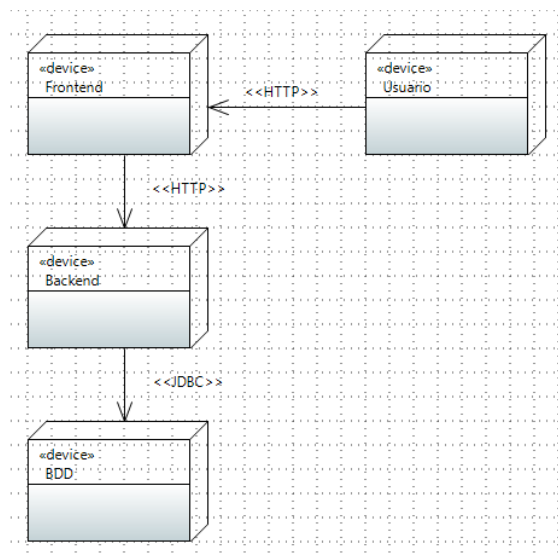 «device»
Frontend
<<HTTP>>
«device»
Usuario
<<HTTP>>
«device»
Backend
<<JDBC>>
«device»
BDD